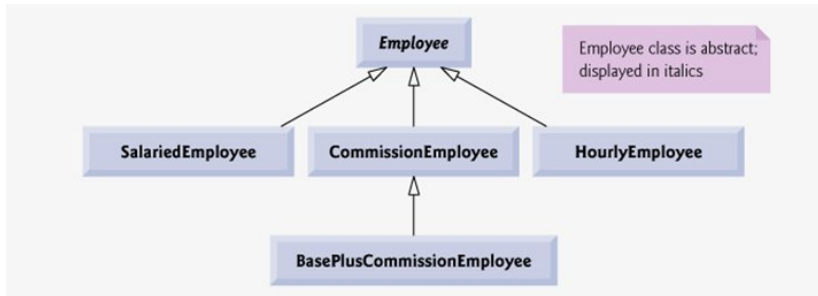 Employee
Employee class is abstract;
displayed in italics
SalariedEmployee
CommissionEmployee
HourlyEmployee
BasePlusCommissionEmployee